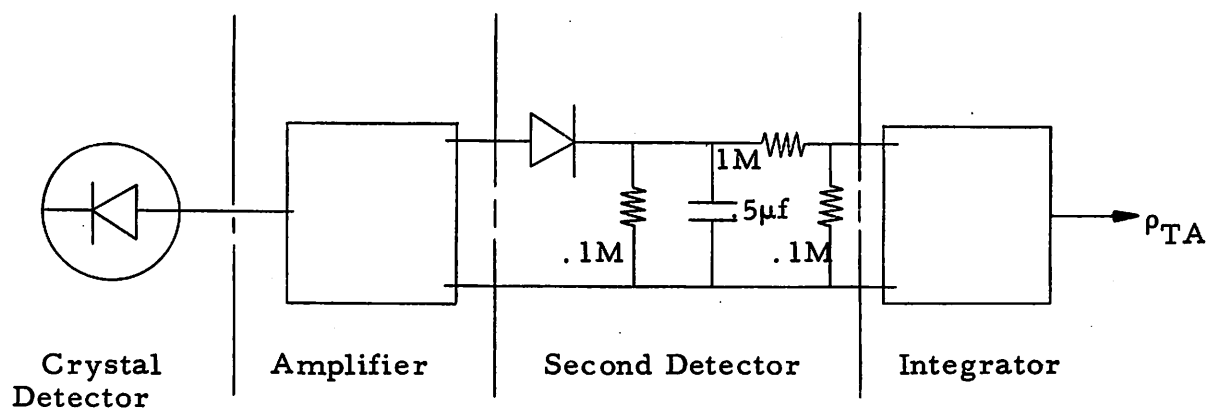 1M
.5μf
.1M
.1M
ρTA
Crystal
Detector
Amplifier
Second Detector
Integrator